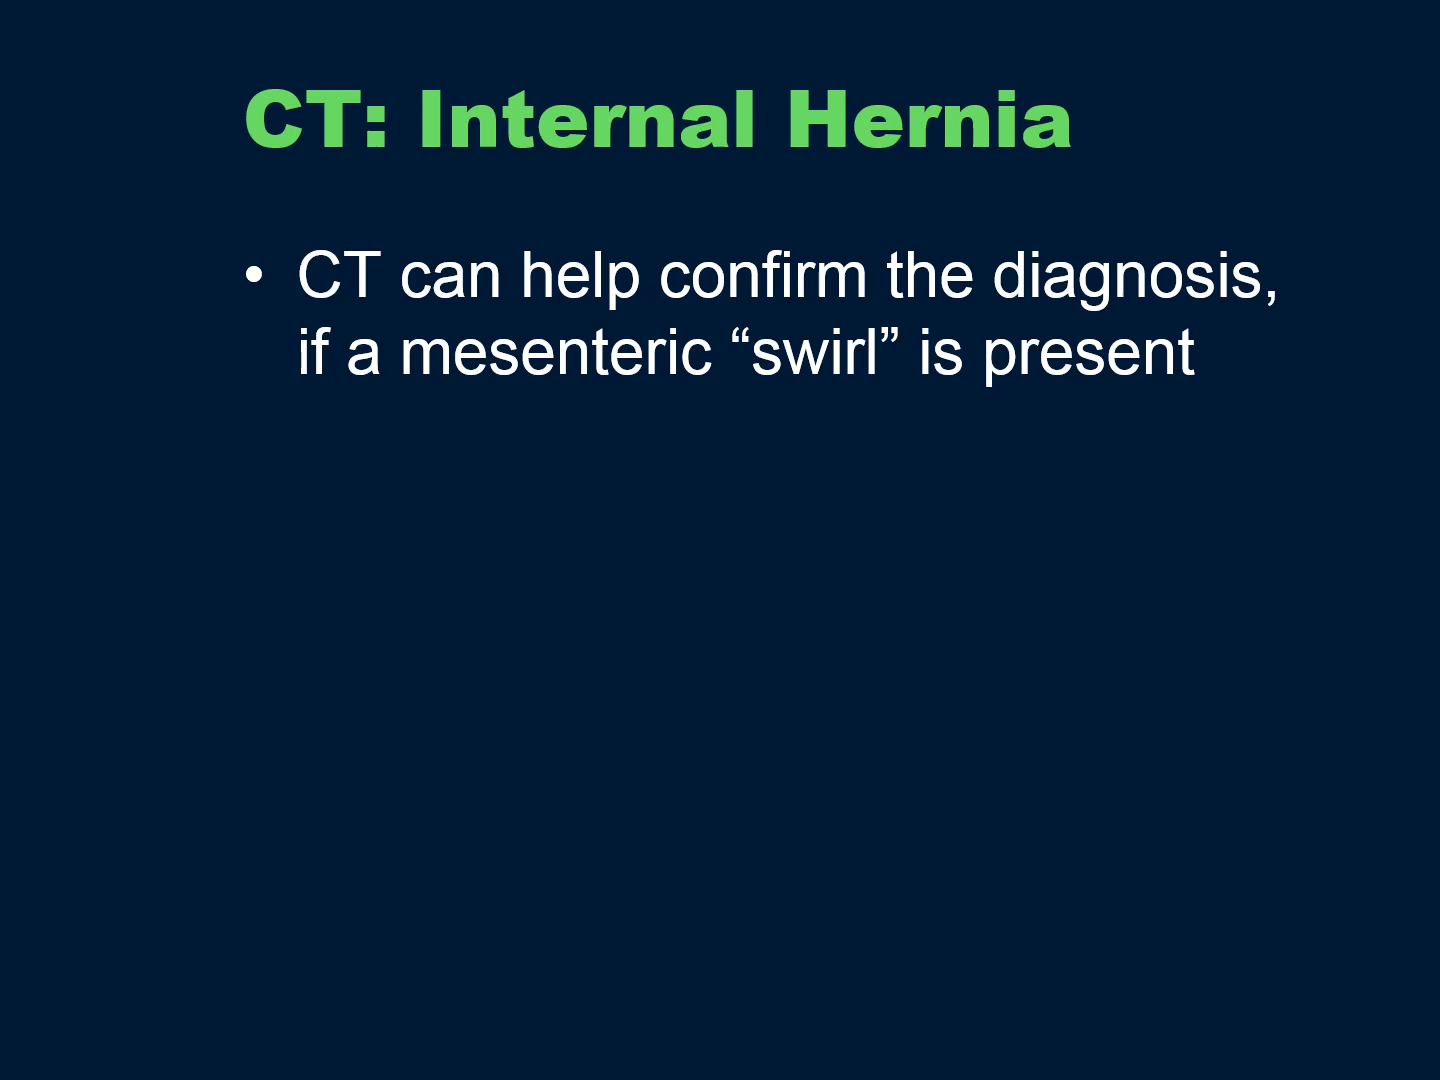 CT: Internal Hernia
• CT can help confirm the diagnosis,
if a mesenteric “swirl” is present